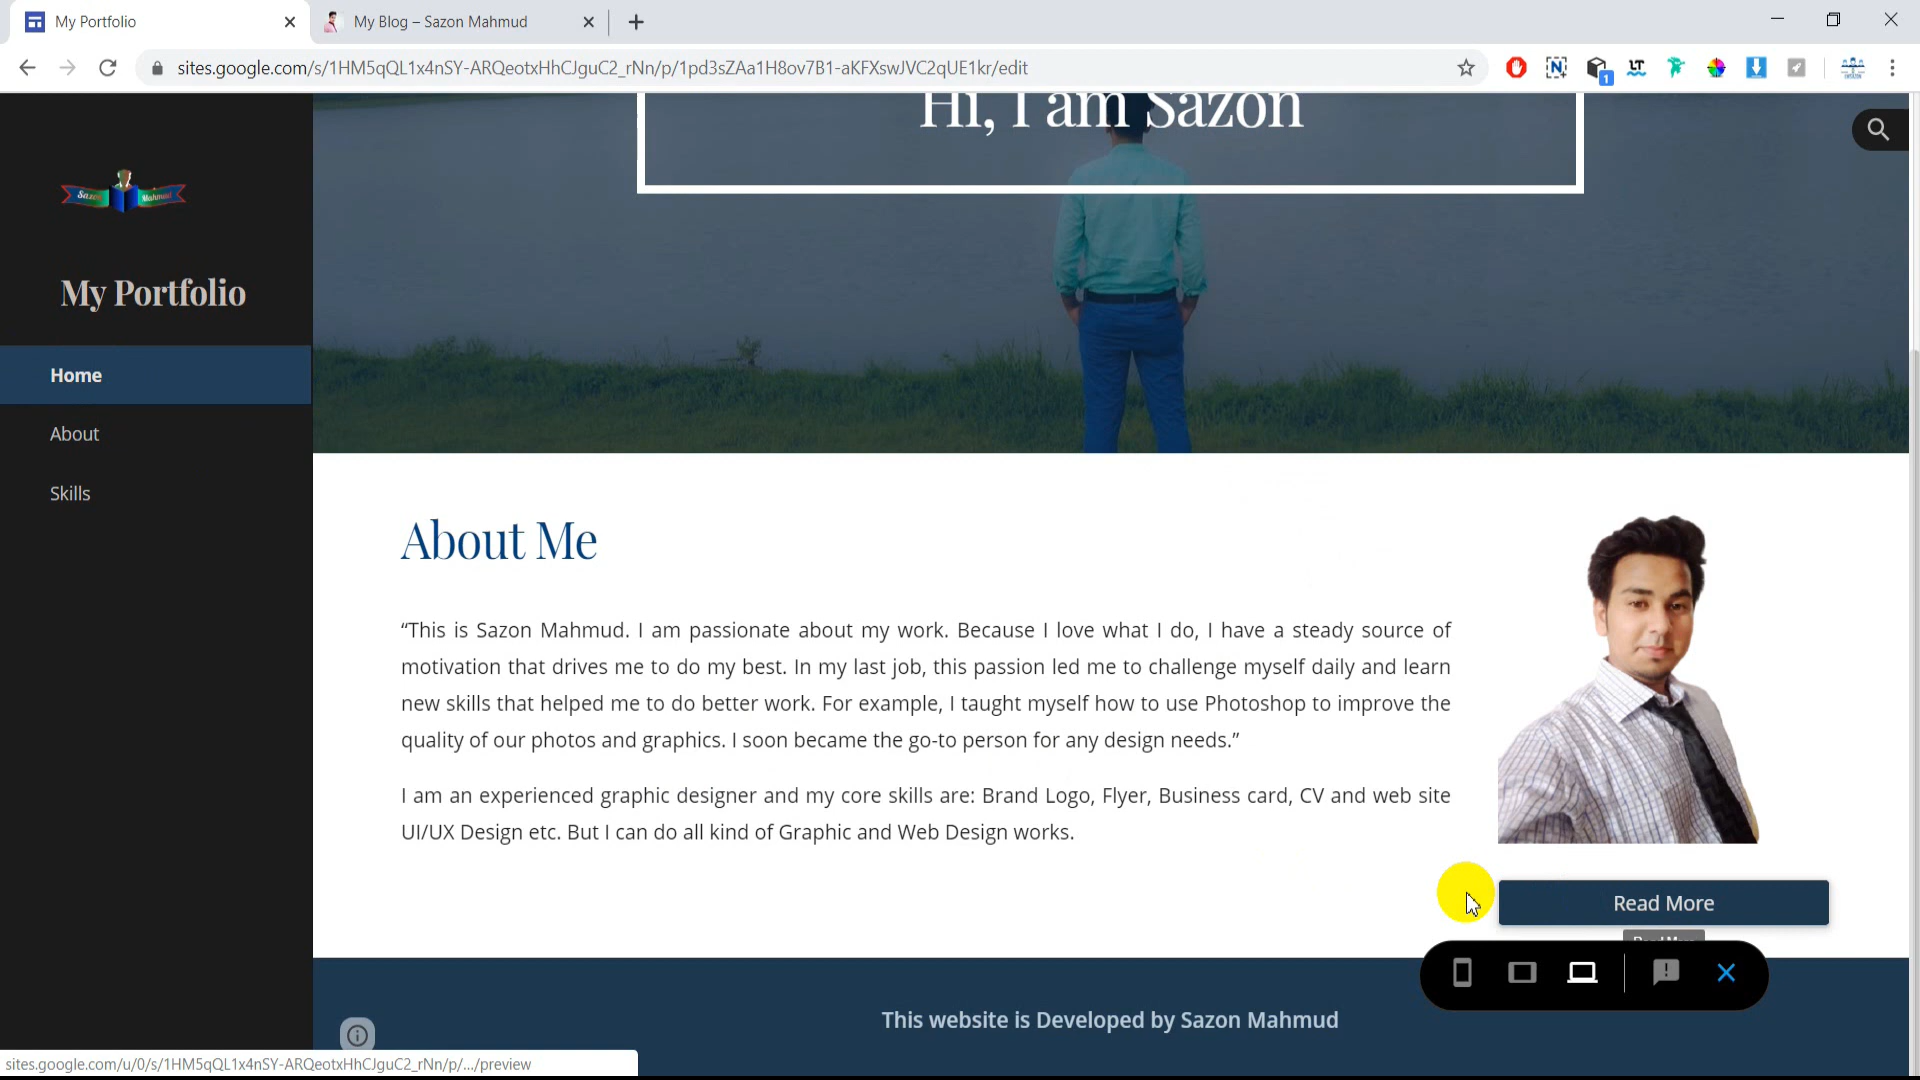 My Portfolio
My Blog – Sazon Mahmud
sites.google.com/s/1HM5qQL1x4nSY-ARQeotxHhCJguC2_rNn/p/1pd3sZAa1H8ov7B1-aKFXswJVC2qUE1kr/edit
1
LT
Hi, I am Sazon
Mahmud
My Portfolio
Home
About
Skills
About Me
“This is Sazon Mahmud. I am passionate about my work. Because I love what I do, I have a steady source of
motivation that drives me to do my best. In my last job, this passion led me to challenge myself daily and learn
new skills that helped me to do better work. For example, I taught myself how to use Photoshop to improve the
quality of our photos and graphics. I soon became the go-to person for any design needs.”
I am an experienced graphic designer and my core skills are: Brand Logo, Flyer, Business card, CV and web site
UI/UX Design etc. But I can do all kind of Graphic and Web Design works.
Read More
Read More
This website is Developed by Sazon Mahmud
sites.google.com/u/0/s/1HM5qQL1x4nSY-ARQeotxHhCJguC2_rNn/p/.../preview